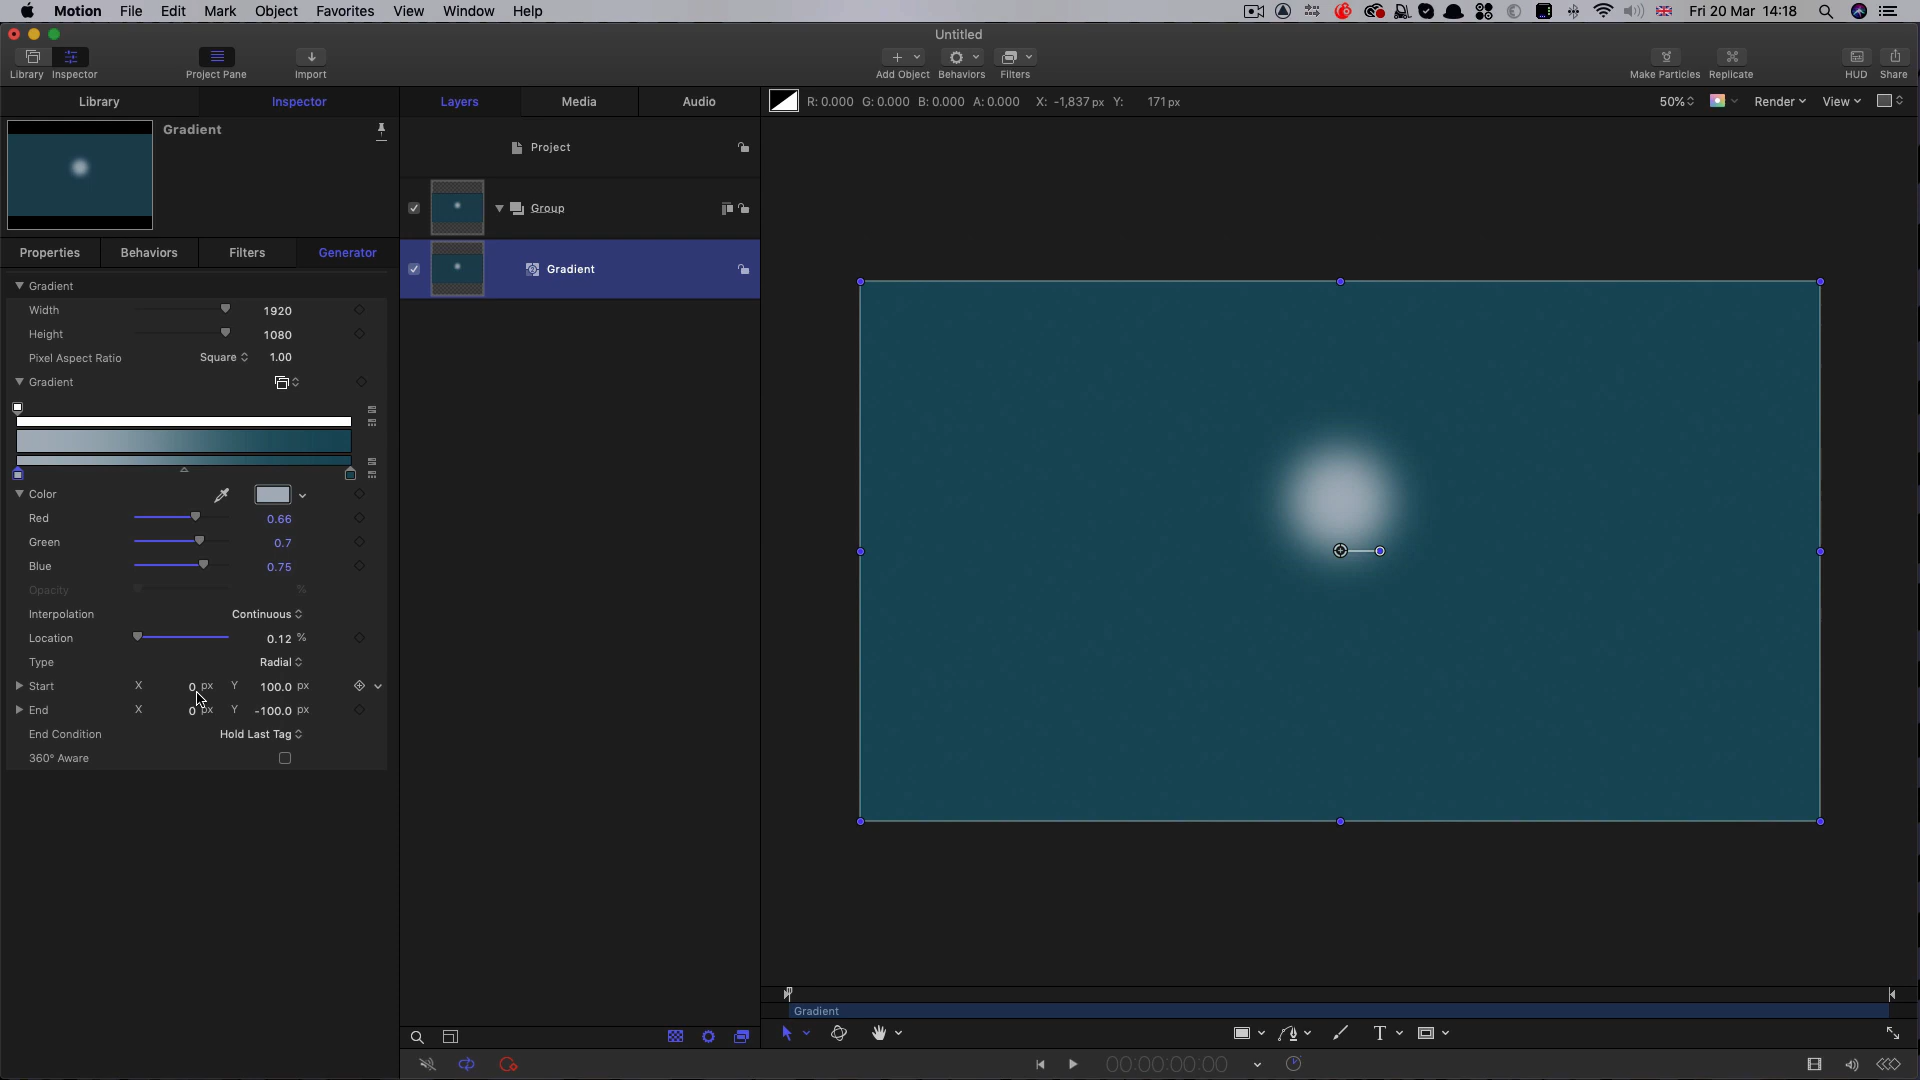 Motion File Edit Mark Object Favorites View Window Help Fri 20 Mar 14:18
Untitled
Library Inspector Project Pane Import Add Object Behaviors Filters Make Particles Replicate HUD Share
Library Inspector Layers Media Audio R: 0.000 G: 0.000 B: 0.000 A: 0.000 X: -1,837 px Y: 171 px 50% Render View
Gradient
Project
Group
Gradient
Properties Behaviors Filters Generator
Gradient
Width 1920
Height 1080
Pixel Aspect Ratio Square 1.00
Gradient
Color
Red 0.66
Green 0.7
Blue 0.75
Opacity %
Interpolation Continuous
Location 0.12 %
Type Radial
Start X 0 px Y 100.0 px
End X 0 px Y -100.0 px
End Condition Hold Last Tag
360° Aware
Gradient
T
00:00:00:00